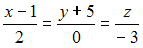 (x − 1)/2 = (y + 5)/0 = z/(−3)